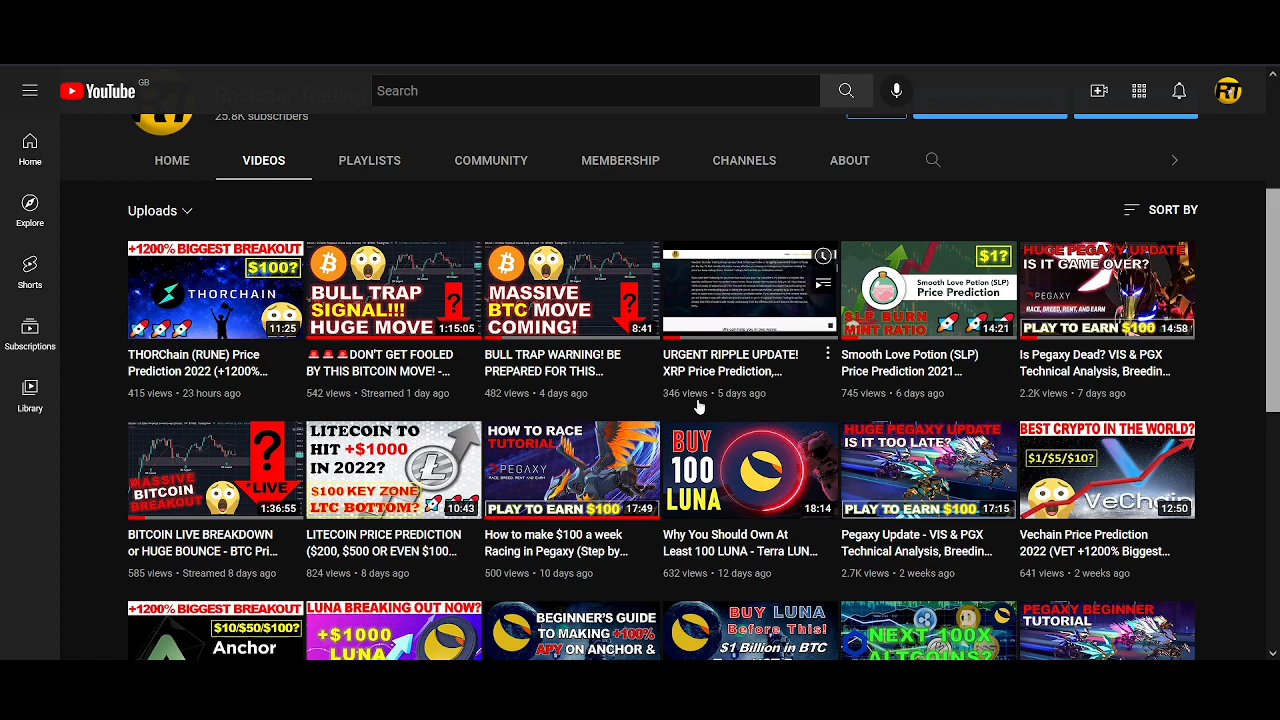 YouTube GB
Search
Rockstar Trading
25.8K subscribers
HOME VIDEOS PLAYLISTS COMMUNITY MEMBERSHIP CHANNELS ABOUT
Home
Explore
Shorts
Subscriptions
Library
Uploads
SORT BY
+1200% BIGGEST BREAKOUT
$100?
THORCHAIN
11:25
THORChain (RUNE) Price
Prediction 2022 (+1200%...
415 views • 23 hours ago
BULL TRAP
SIGNAL!!!
HUGE MOVE
?
1:15:05
🚨🚨🚨DON'T GET FOOLED
BY THIS BITCOIN MOVE! -...
542 views • Streamed 1 day ago
MASSIVE
BTC MOVE
COMING!
?
8:41
BULL TRAP WARNING! BE
PREPARED FOR THIS...
482 views • 4 days ago
URGENT RIPPLE UPDATE!
XRP Price Prediction,...
346 views • 5 days ago
$1?
Smooth Love Potion (SLP)
Price Prediction
SLP BURN
MINT RATIO
14:21
Smooth Love Potion (SLP)
Price Prediction 2021...
745 views • 6 days ago
HUGE PEGAXY UPDATE
IS IT GAME OVER?
PEGAXY
RACE, BREED, RENT, AND EARN
PLAY TO EARN $100
14:58
Is Pegaxy Dead? VIS & PGX
Technical Analysis, Breedin...
2.2K views • 7 days ago
MASSIVE
BITCOIN
BREAKOUT
?
*LIVE
1:36:55
BITCOIN LIVE BREAKDOWN
or HUGE BOUNCE - BTC Pri...
585 views • Streamed 8 days ago
LITECOIN TO
HIT +$1000
IN 2022?
$100 KEY ZONE
LTC BOTTOM?
10:43
LITECOIN PRICE PREDICTION
($200, $500 OR EVEN $100...
824 views • 8 days ago
HOW TO RACE
TUTORIAL
PEGAXY
RACE, BREED, RENT AND EARN
PLAY TO EARN $100
17:49
How to make $100 a week
Racing in Pegaxy (Step by...
500 views • 10 days ago
BUY
100
LUNA
18:14
Why You Should Own At
Least 100 LUNA - Terra LUN...
632 views • 12 days ago
HUGE PEGAXY UPDATE
IS IT TOO LATE?
PLAY TO EARN $100
17:15
Pegaxy Update - VIS & PGX
Technical Analysis, Breedin...
2.7K views • 2 weeks ago
BEST CRYPTO IN THE WORLD?
$1/$5/$10?
VeChain
12:50
Vechain Price Prediction
2022 (VET +1200% Biggest...
641 views • 2 weeks ago
+1200% BIGGEST BREAKOUT
$10/$50/$100?
Anchor
LUNA BREAKING OUT NOW?
+$1000
LUNA
BEGINNER'S GUIDE
TO MAKING +100%
APY ON ANCHOR &
BUY LUNA
Before This!
$1 Billion in BTC
NEXT 100X
ALTCOINS?
PEGAXY BEGINNER
TUTORIAL